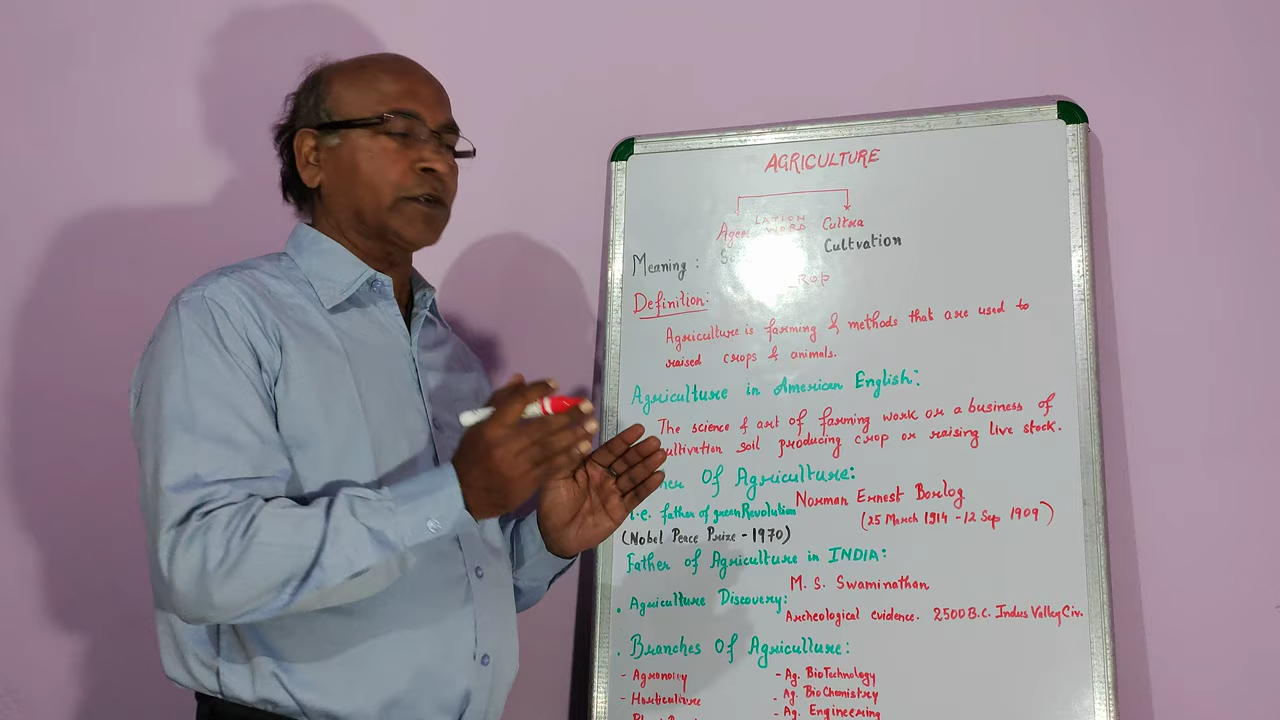 AGRICULTURE
LATION
WORD Cultra
Cultvation
Meaning :
Definition:
Agriculture is farming & methods that are used to
raised crops & animals.
Agriculture in American English:
The science & art of farming work or a business of
soil producing crop or raising live stock.
Of Agriculture:
i.e. father of green Revolution Norman Ernest Borlog
(Nobel Peace Prize - 1970) (25 March 1914 - 12 Sep 1909)
Father of Agriculture in INDIA:
M. S. Swaminathan
. Agriculture Discovery:
Archeological evidence. 2500 B.C. Indus Valley Civ.
. Branches Of Agriculture:
- Agronomy - Ag. BioTechnology
- Horticulture - Ag. BioChemistry
- Ag. Engineering